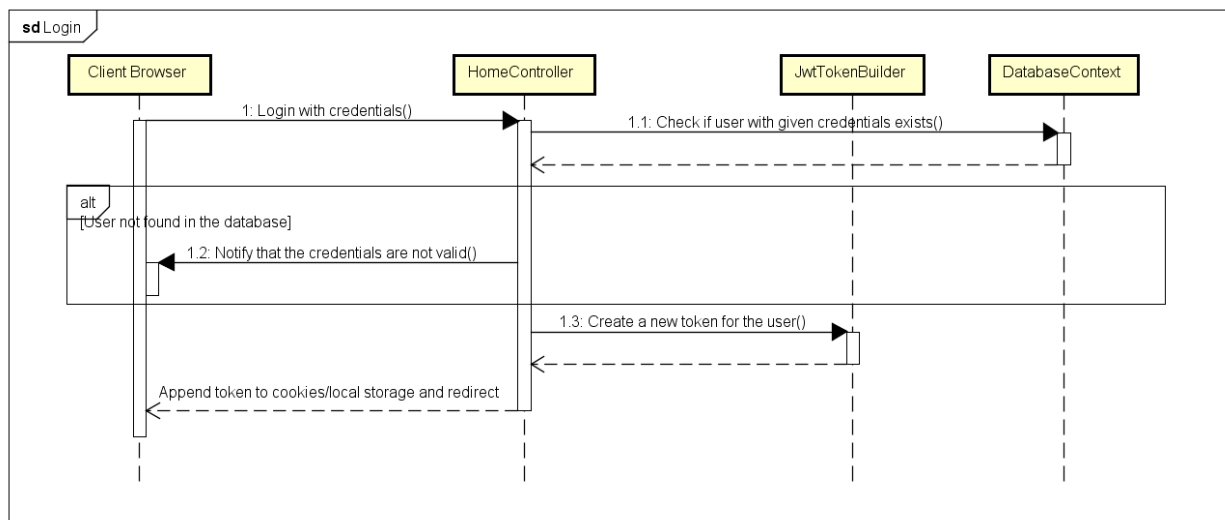 sd Login
Client Browser
HomeController
JwtTokenBuilder
DatabaseContext
1: Login with credentials()
1.1: Check if user with given credentials exists()
alt
[User not found in the database]
1.2: Notify that the credentials are not valid()
1.3: Create a new token for the user()
Append token to cookies/local storage and redirect